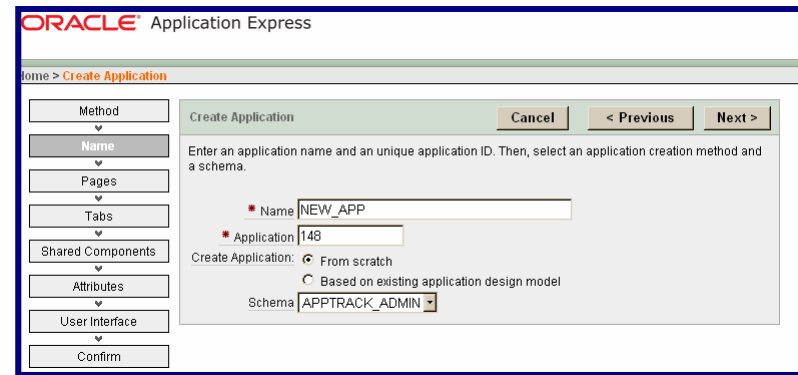 ORACLE Application Express
Home > Create Application
Method
Name
Pages
Tabs
Shared Components
Attributes
User Interface
Confirm
Create Application
Cancel
< Previous
Next >
Enter an application name and an unique application ID. Then, select an application creation method and
a schema.
* Name NEW_APP
* Application 148
Create Application: From scratch
Based on existing application design model
Schema APPTRACK_ADMIN